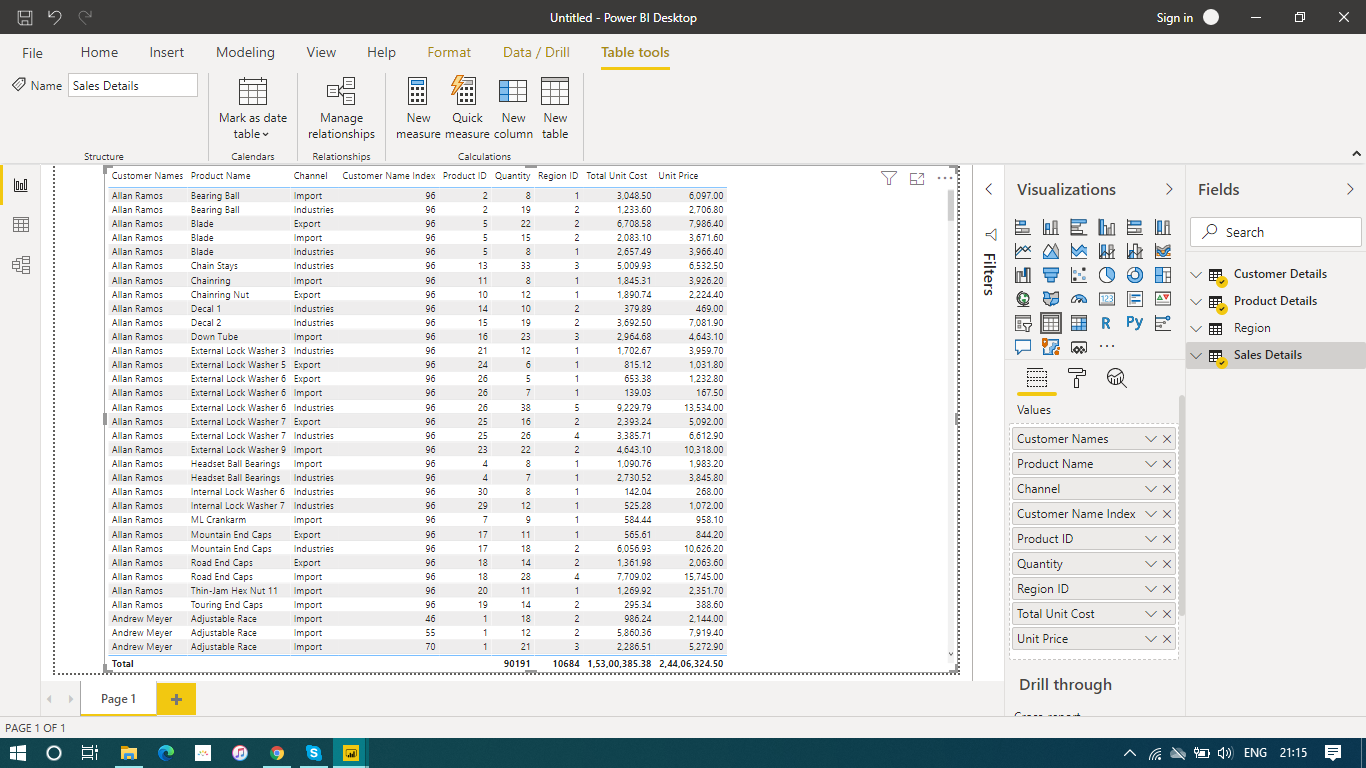 Untitled - Power BI Desktop
Sign in
File Home Insert Modeling View Help Format Data / Drill Table tools
Name Sales Details
Mark as date table
Manage relationships
New measure
Quick measure
New column
New table
Structure Calendars Relationships Calculations
Customer Names Product Name Channel Customer Name Index Product ID Quantity Region ID Total Unit Cost Unit Price
Allan Ramos Bearing Ball Import 96 2 8 1 3,048.50 6,097.00
Allan Ramos Bearing Ball Industries 96 2 19 2 1,233.60 2,706.80
Allan Ramos Blade Export 96 5 22 2 6,708.58 7,986.40
Allan Ramos Blade Import 96 5 15 2 2,083.10 3,671.60
Allan Ramos Blade Industries 96 5 8 1 2,657.49 3,966.40
Allan Ramos Chain Stays Industries 96 13 33 3 5,009.93 6,532.50
Allan Ramos Chainring Import 96 11 8 1 1,845.31 3,926.20
Allan Ramos Chainring Nut Export 96 10 12 1 1,890.74 2,224.40
Allan Ramos Decal 1 Industries 96 14 10 2 379.89 469.00
Allan Ramos Decal 2 Industries 96 15 19 2 3,692.50 7,081.90
Allan Ramos Down Tube Import 96 16 23 3 2,964.68 4,643.10
Allan Ramos External Lock Washer 3 Industries 96 21 12 1 1,702.67 3,959.70
Allan Ramos External Lock Washer 5 Export 96 24 6 1 815.12 1,031.80
Allan Ramos External Lock Washer 6 Export 96 26 5 1 653.38 1,232.80
Allan Ramos External Lock Washer 6 Import 96 26 7 1 139.03 167.50
Allan Ramos External Lock Washer 6 Industries 96 26 38 5 9,229.79 13,534.00
Allan Ramos External Lock Washer 7 Export 96 25 16 2 2,393.24 5,092.00
Allan Ramos External Lock Washer 7 Industries 96 25 26 4 3,385.71 6,612.90
Allan Ramos External Lock Washer 9 Import 96 23 22 2 4,643.10 10,318.00
Allan Ramos Headset Ball Bearings Import 96 4 8 1 1,090.76 1,983.20
Allan Ramos Headset Ball Bearings Industries 96 4 7 1 2,730.52 3,845.80
Allan Ramos Internal Lock Washer 6 Industries 96 30 8 1 142.04 268.00
Allan Ramos Internal Lock Washer 7 Industries 96 29 12 1 525.28 1,072.00
Allan Ramos ML Crankarm Import 96 7 9 1 584.44 958.10
Allan Ramos Mountain End Caps Export 96 17 11 1 565.61 844.20
Allan Ramos Mountain End Caps Industries 96 17 18 2 6,056.93 10,626.20
Allan Ramos Road End Caps Export 96 18 14 2 1,361.98 2,063.60
Allan Ramos Road End Caps Import 96 18 28 4 7,709.02 15,745.00
Allan Ramos Thin-Jam Hex Nut 11 Import 96 20 11 1 1,269.92 2,351.70
Allan Ramos Touring End Caps Import 96 19 14 2 295.34 388.60
Andrew Meyer Adjustable Race Import 46 1 18 2 986.24 2,144.00
Andrew Meyer Adjustable Race Import 55 1 12 2 5,860.36 7,919.40
Andrew Meyer Adjustable Race Import 70 1 21 3 2,286.51 5,272.90
Total 90191 10684 1,53,00,385.38 2,44,06,324.50
Filters
Visualizations
123
R Py
Values
Customer Names
Product Name
Channel
Customer Name Index
Product ID
Quantity
Region ID
Total Unit Cost
Unit Price
Drill through
Cross-report
Fields
Search
Customer Details
Product Details
Region
Sales Details
Page 1
PAGE 1 OF 1
ENG 21:15